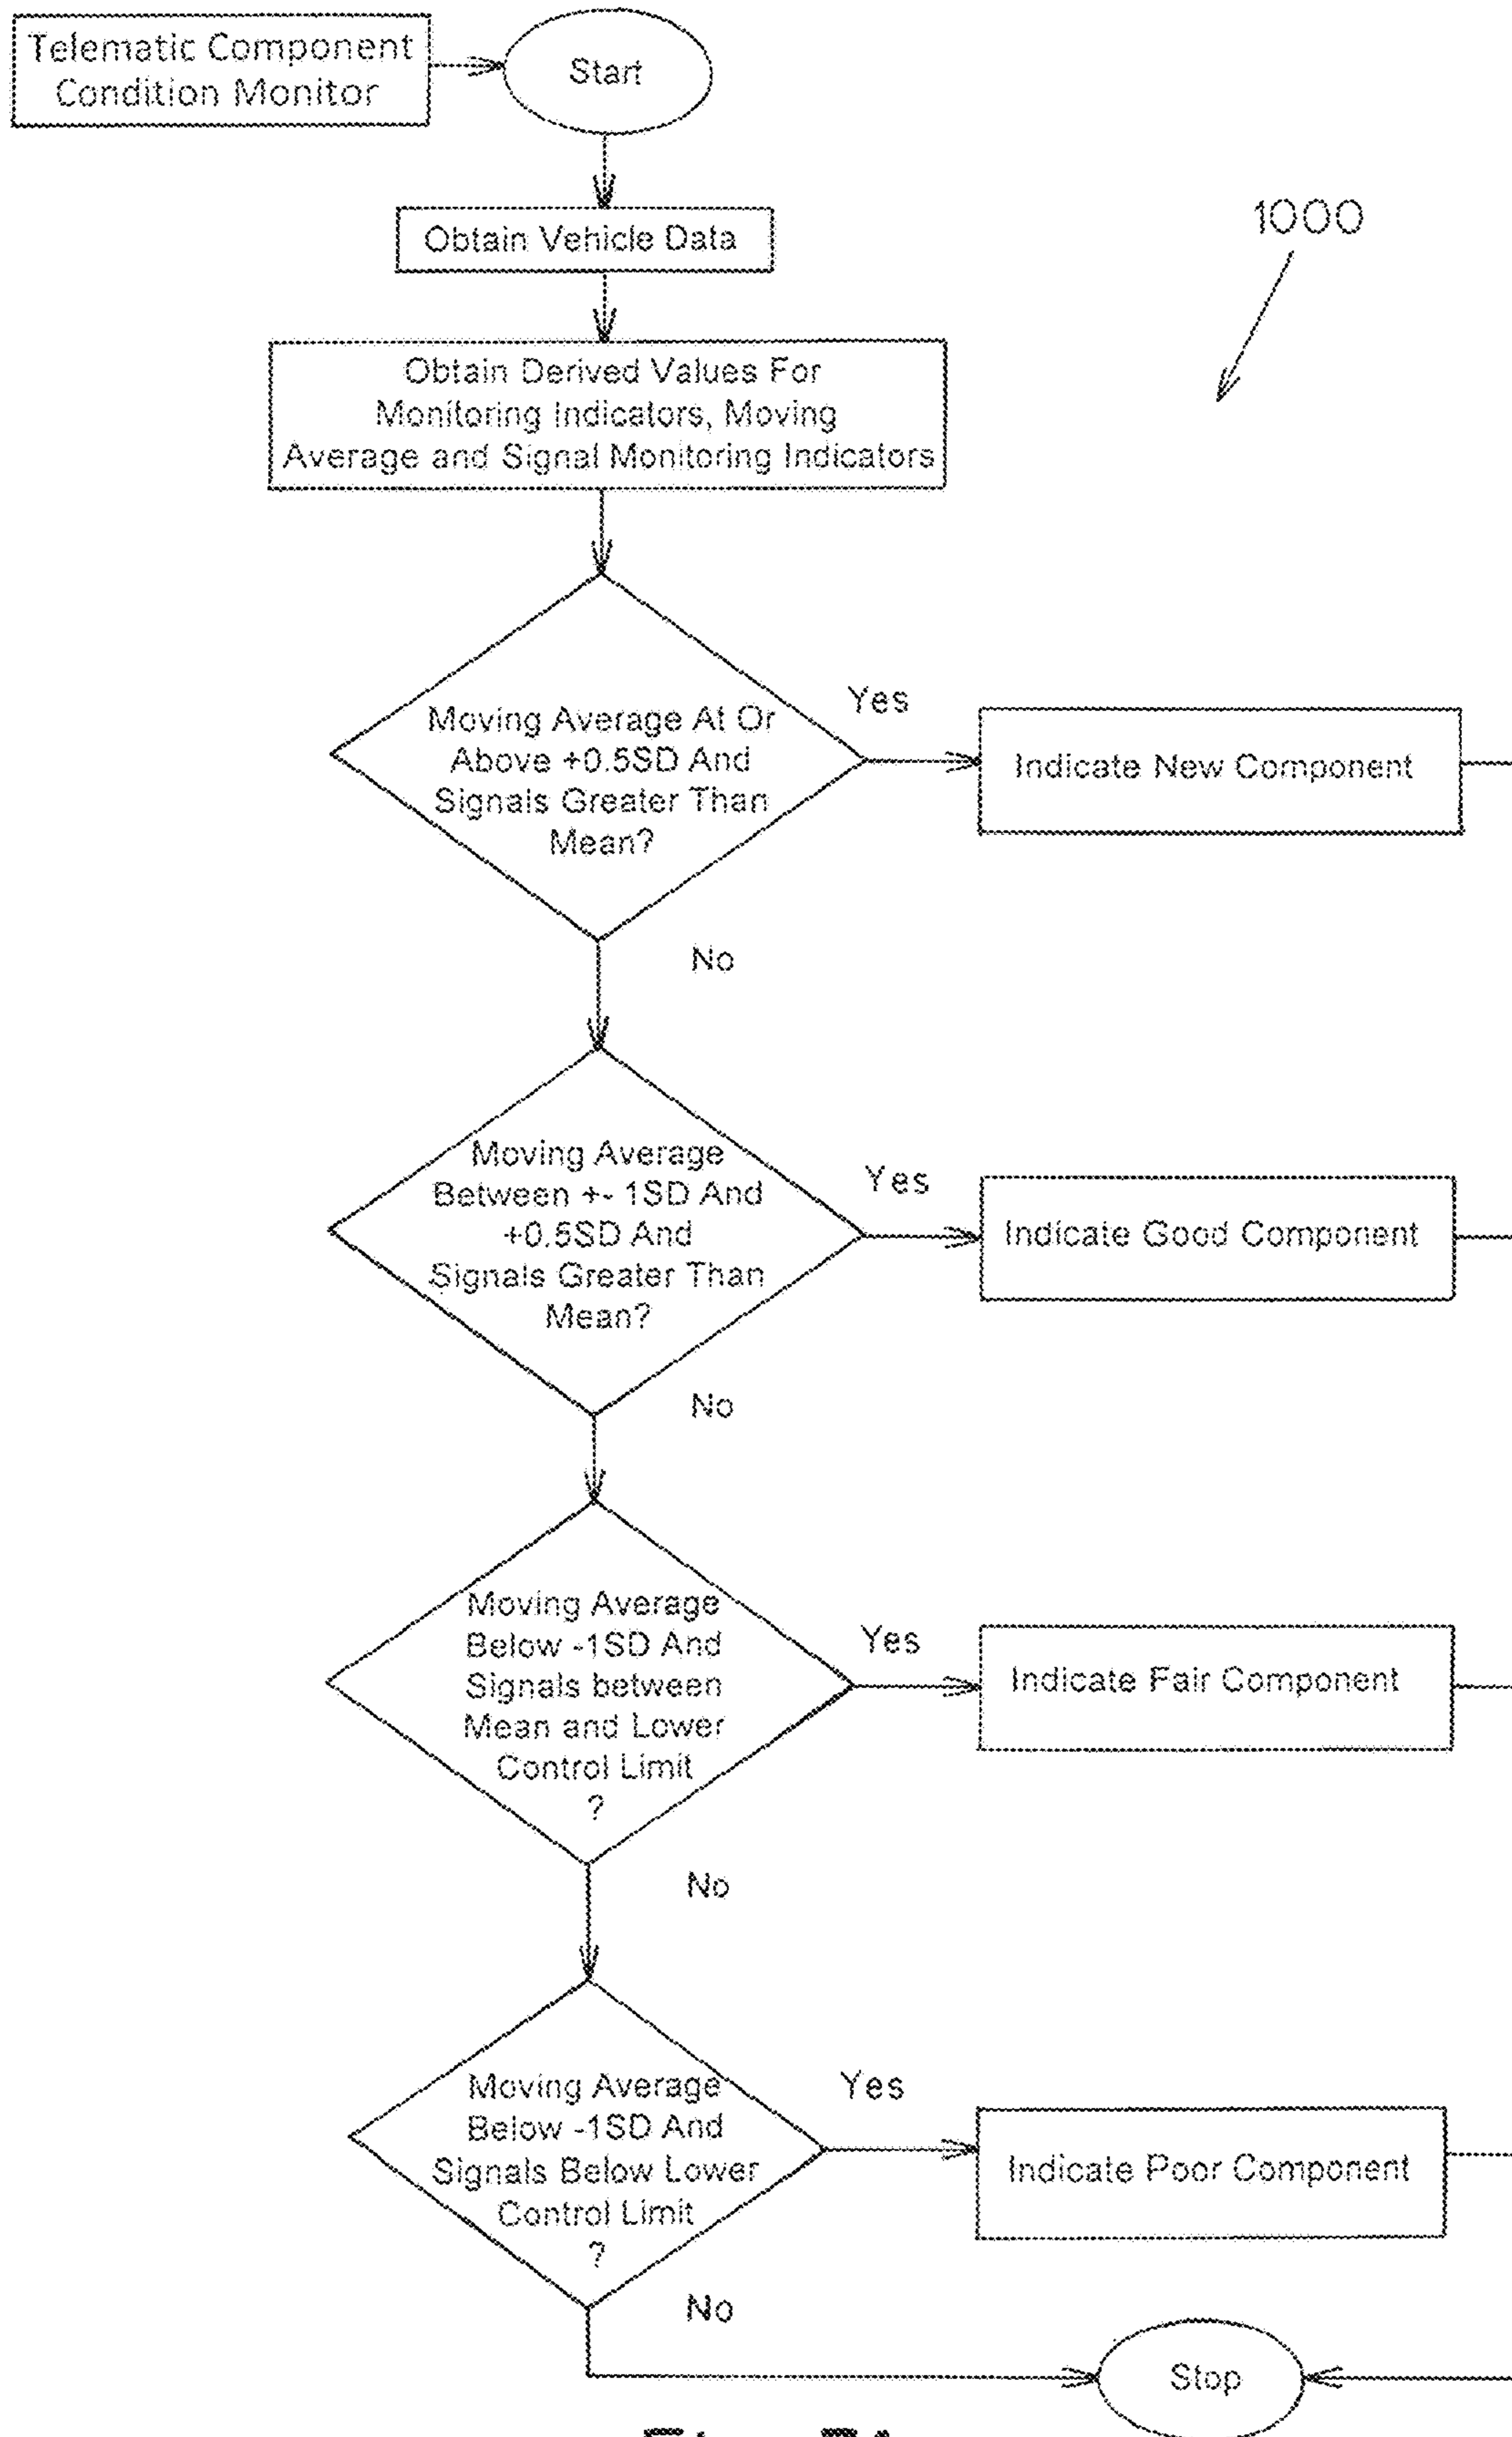 Telematic Component
Condition Monitor
Start
Obtain Vehicle Data
1000
Obtain Derived Values For
Monitoring Indicators, Moving
Average and Signal Monitoring Indicators
Moving Average At Or
Above +0.5SD And
Signals Greater Than
Mean?
Yes
Indicate New Component
No
Moving Average
Between +- 1SD And
+0.5SD And
Signals Greater Than
Mean?
Yes
Indicate Good Component
No
Moving Average
Below -1SD And
Signals between
Mean and Lower
Control Limit
?
Yes
Indicate Fair Component
No
Moving Average
Below -1SD And
Signals Below Lower
Control Limit
?
Yes
Indicate Poor Component
No
Stop